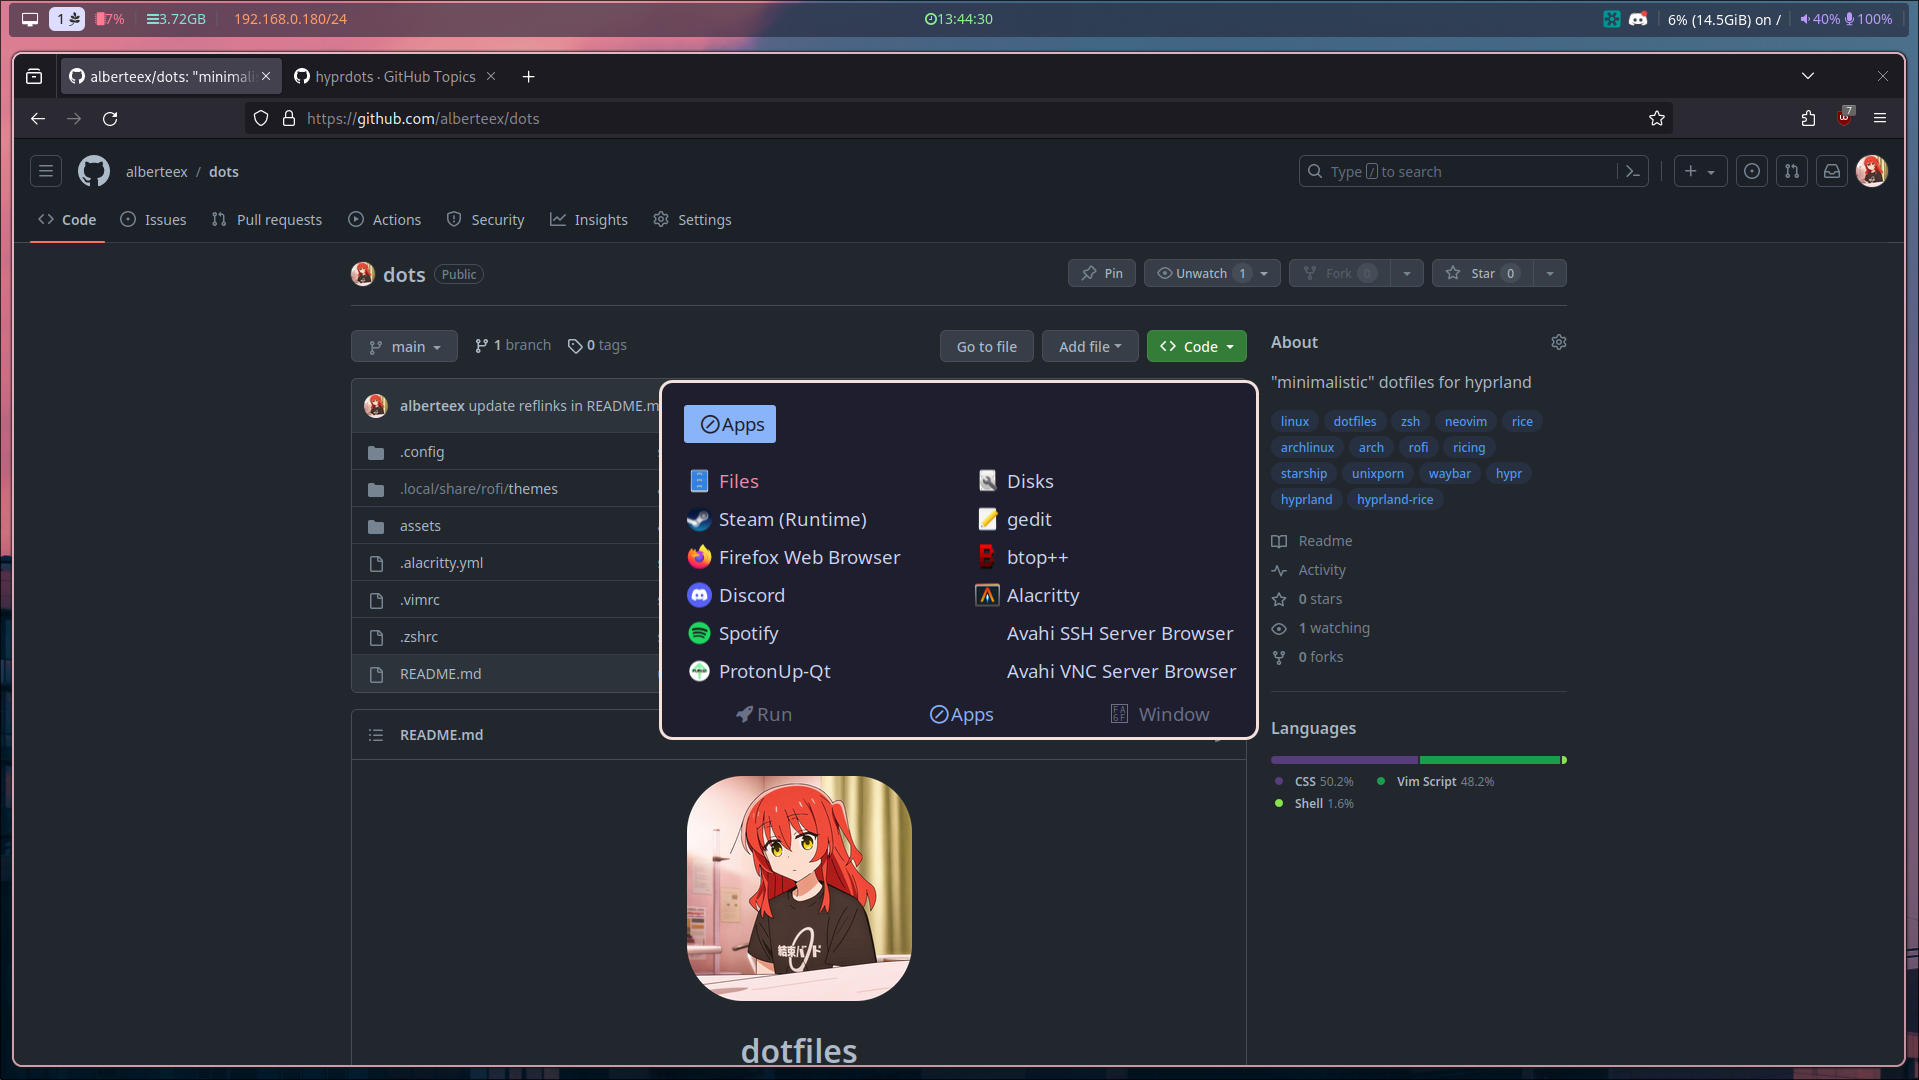 1 7% 3.72GB 192.168.0.180/24 13:44:30 6% (14.5GiB) on / 40% 100%
alberteex/dots: "minimali hyprdots · GitHub Topics
https://github.com/alberteex/dots 7
alberteex / dots Type / to search
Code Issues Pull requests Actions Security Insights Settings
dots Public Pin Unwatch 1 Fork 0 Star 0
main 1 branch 0 tags Go to file Add file Code
alberteex update reflinks in README.m
.config
.local/share/rofi/themes
assets
.alacritty.yml
.vimrc
.zshrc
README.md
Apps
Files Disks
Steam (Runtime) gedit
Firefox Web Browser btop++
Discord Alacritty
Spotify Avahi SSH Server Browser
ProtonUp-Qt Avahi VNC Server Browser
Run Apps Window
README.md
結束バンド
dotfiles
About
"minimalistic" dotfiles for hyprland
linux dotfiles zsh neovim rice
archlinux arch rofi ricing
starship unixporn waybar hypr
hyprland hyprland-rice
Readme
Activity
0 stars
1 watching
0 forks
Languages
CSS 50.2% Vim Script 48.2%
Shell 1.6%